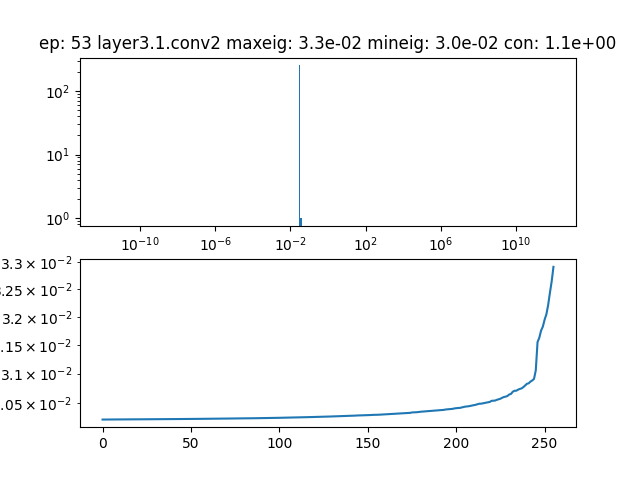 ep: 53 layer3.1.conv2 maxeig: 3.3e-02 mineig: 3.0e-02 con: 1.1e+00
10²
10¹
10⁰
10⁻¹⁰ 10⁻⁶ 10⁻² 10² 10⁶ 10¹⁰
3.3 × 10⁻²
3.25 × 10⁻²
3.2 × 10⁻²
.15 × 10⁻²
3.1 × 10⁻²
.05 × 10⁻²
0 50 100 150 200 250